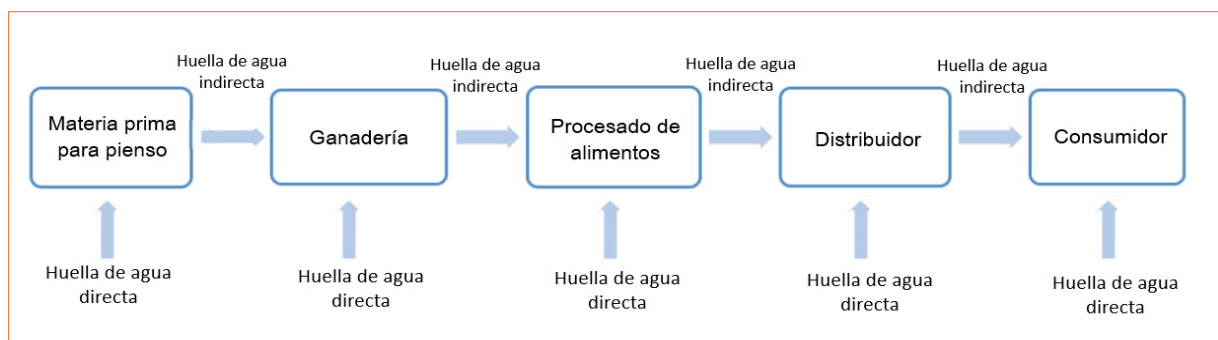 Huella de agua
indirecta
Huella de agua
indirecta
Huella de agua
indirecta
Huella de agua
indirecta
Materia prima
para pienso
Ganadería
Procesado de
alimentos
Distribuidor
Consumidor
Huella de agua
directa
Huella de agua
directa
Huella de agua
directa
Huella de agua
directa
Huella de agua
directa